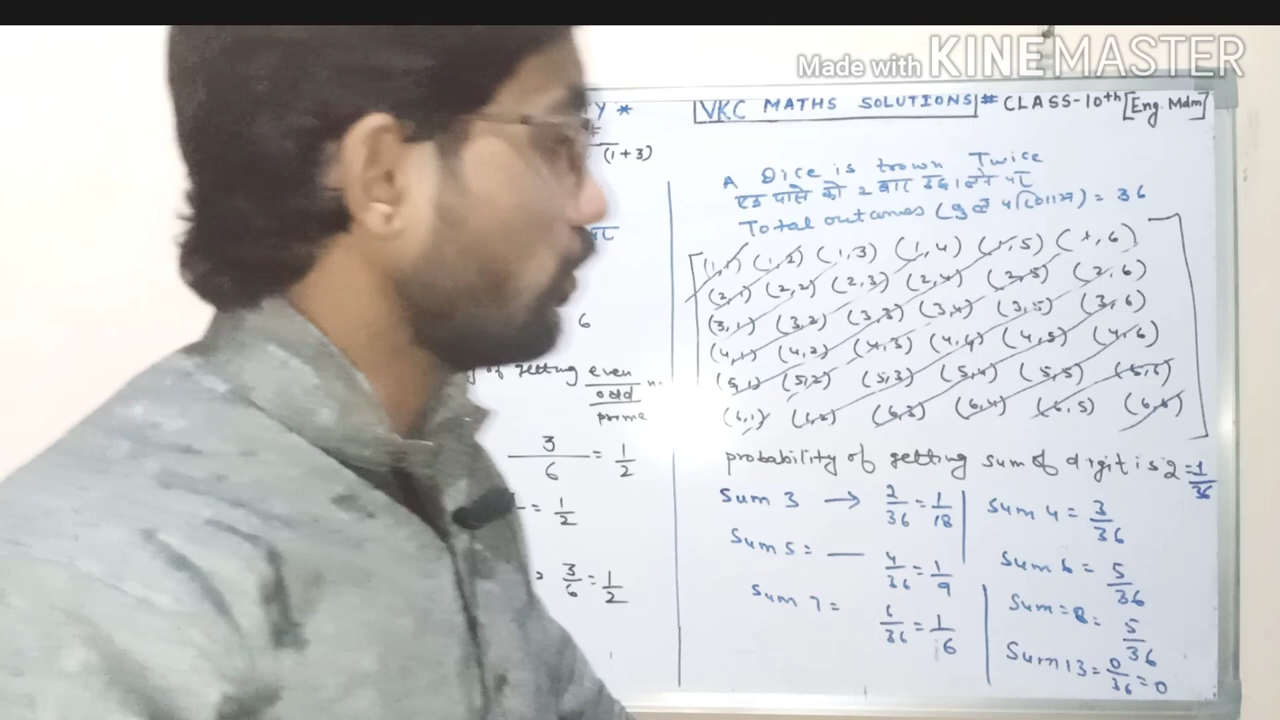 Made with KINEMASTER
Y *
(1+3)
6
of getting even
odd
prime
3/6 = 1/2
= 1/2
3/6 = 1/2
VKC MATHS SOLUTIONS # CLASS-10th [Eng. Mdm]
A Dice is trown Twice
एक पासे को 2 बार
Total outcomes = 36
(1,1) (1,2) (1,3) (1,4) (1,5) (1,6)
(2,1) (2,2) (2,3) (2,4) (2,5) (2,6)
(3,1) (3,2) (3,3) (3,4) (3,5) (3,6)
(4,1) (4,2) (4,3) (4,4) (4,5) (4,6)
(5,1) (5,2) (5,3) (5,4) (5,5) (5,6)
(6,1) (6,2) (6,3) (6,4) (6,5) (6,6)
probability of getting sum of digit is 2 = 1/36
Sum 3 → 2/36 = 1/18
Sum 4 = 3/36
Sum 5 = — 4/36 = 1/9
Sum 6 = 5/36
Sum 7 = 6/36 = 1/6
Sum = 8 = 5/36
Sum 13 = 0/36 = 0